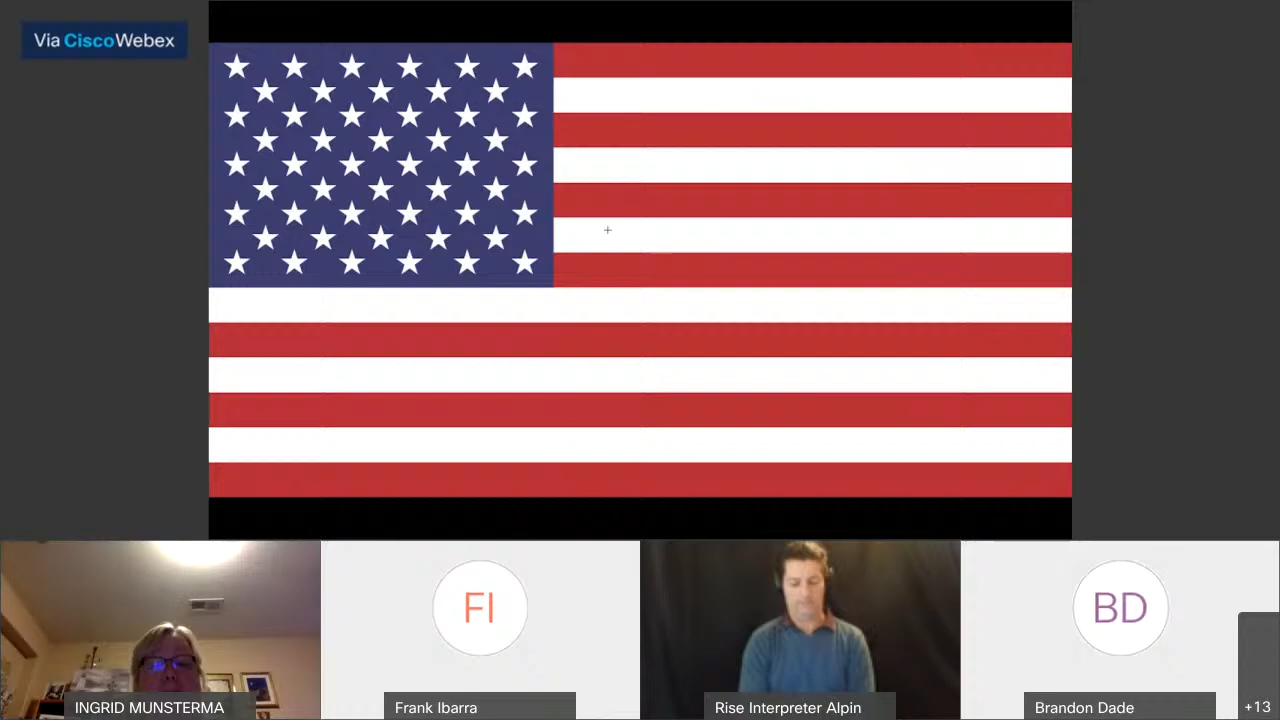 Via CiscoWebex
FI
BD
INGRID MUNSTERMA
Frank Ibarra
Rise Interpreter Alpin
Brandon Dade
+13